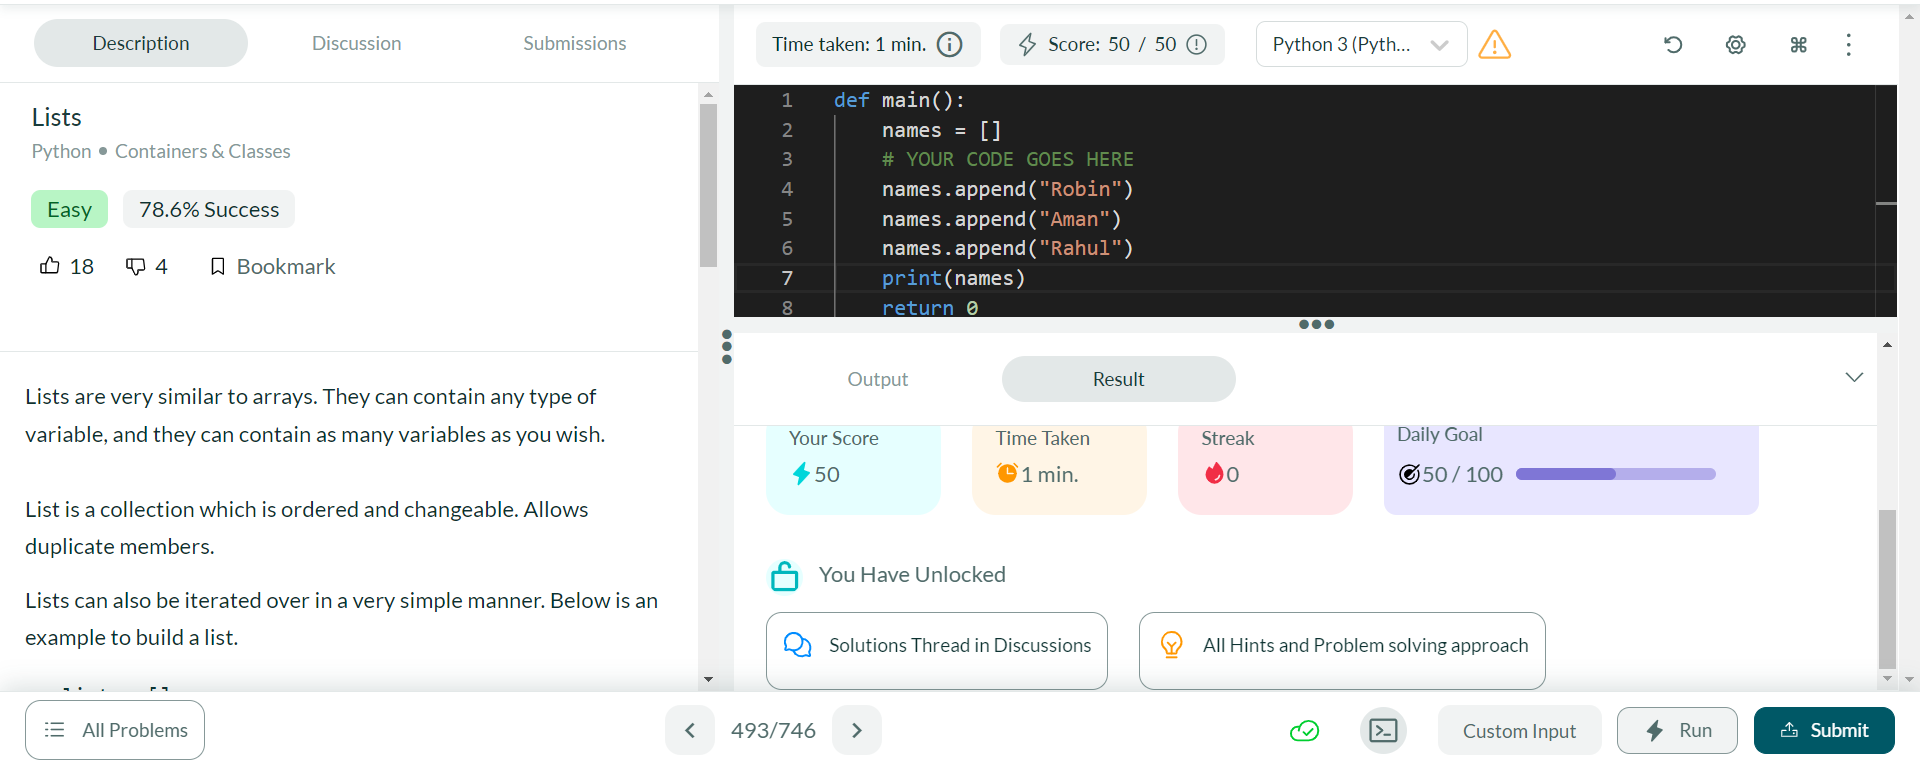 Description Discussion Submissions
Lists
Python • Containers & Classes
Easy 78.6% Success
18 4 Bookmark
Lists are very similar to arrays. They can contain any type of
variable, and they can contain as many variables as you wish.
List is a collection which is ordered and changeable. Allows
duplicate members.
Lists can also be iterated over in a very simple manner. Below is an
example to build a list.
Time taken: 1 min. Score: 50 / 50 Python 3 (Pyth...
1 def main():
2 names = []
3 # YOUR CODE GOES HERE
4 names.append("Robin")
5 names.append("Aman")
6 names.append("Rahul")
7 print(names)
8 return 0
Output Result
Your Score Time Taken Streak Daily Goal
50 1 min. 0 50 / 100
You Have Unlocked
Solutions Thread in Discussions All Hints and Problem solving approach
All Problems 493/746 Custom Input Run Submit